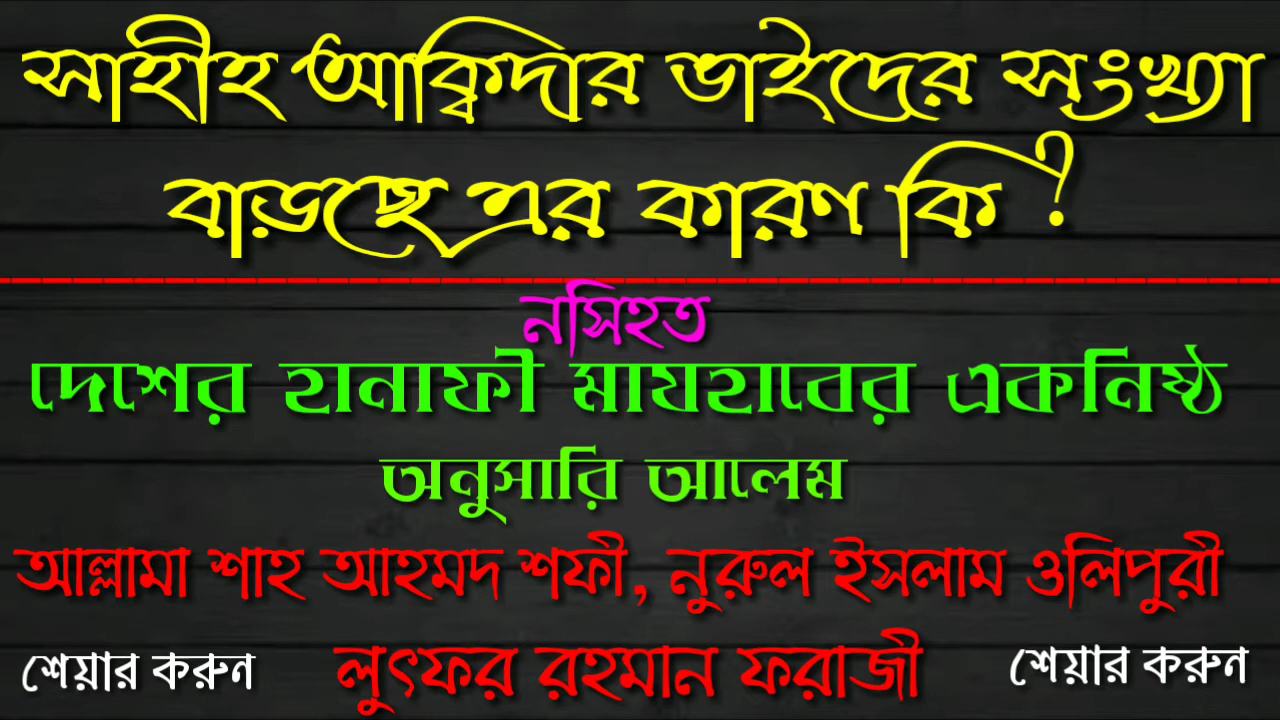 সাহীহ আক্বিদার ভাইদের সংখ্যা
বাড়ছে এর কারণ কি ?
নসিহত
দেশের হানাফী মাযহাবের একনিষ্ঠ
অনুসারি আলেম
আল্লামা শাহ আহমদ শফী, নুরুল ইসলাম ওলিপুরী
শেয়ার করুন লুৎফর রহমান ফরাজী শেয়ার করুন